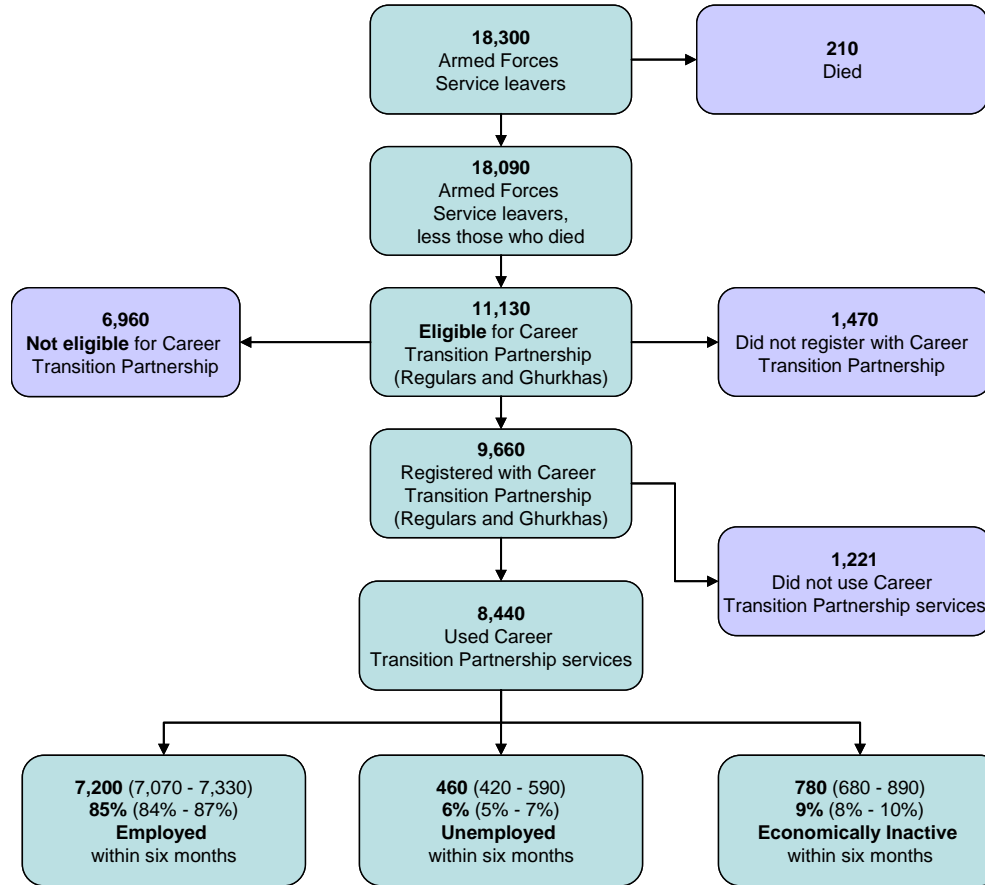 18,300
Armed Forces
Service leavers
210
Died
18,090
Armed Forces
Service leavers,
less those who died
6,960
Not eligible for Career
Transition Partnership
11,130
Eligible for Career
Transition Partnership
(Regulars and Ghurkhas)
1,470
Did not register with Career
Transition Partnership
9,660
Registered with Career
Transition Partnership
(Regulars and Ghurkhas)
1,221
Did not use Career
Transition Partnership services
8,440
Used Career
Transition Partnership services
7,200 (7,070 - 7,330)
85% (84% - 87%)
Employed
within six months
460 (420 - 590)
6% (5% - 7%)
Unemployed
within six months
780 (680 - 890)
9% (8% - 10%)
Economically Inactive
within six months